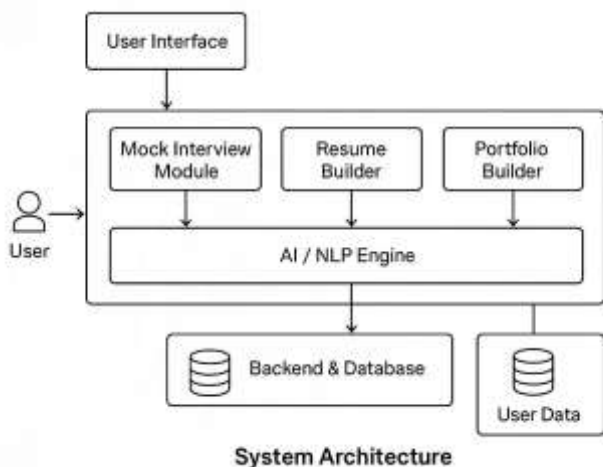 User Interface
Mock Interview
Module
Resume
Builder
Portfolio
Builder
User
AI / NLP Engine
Backend & Database
User Data
System Architecture